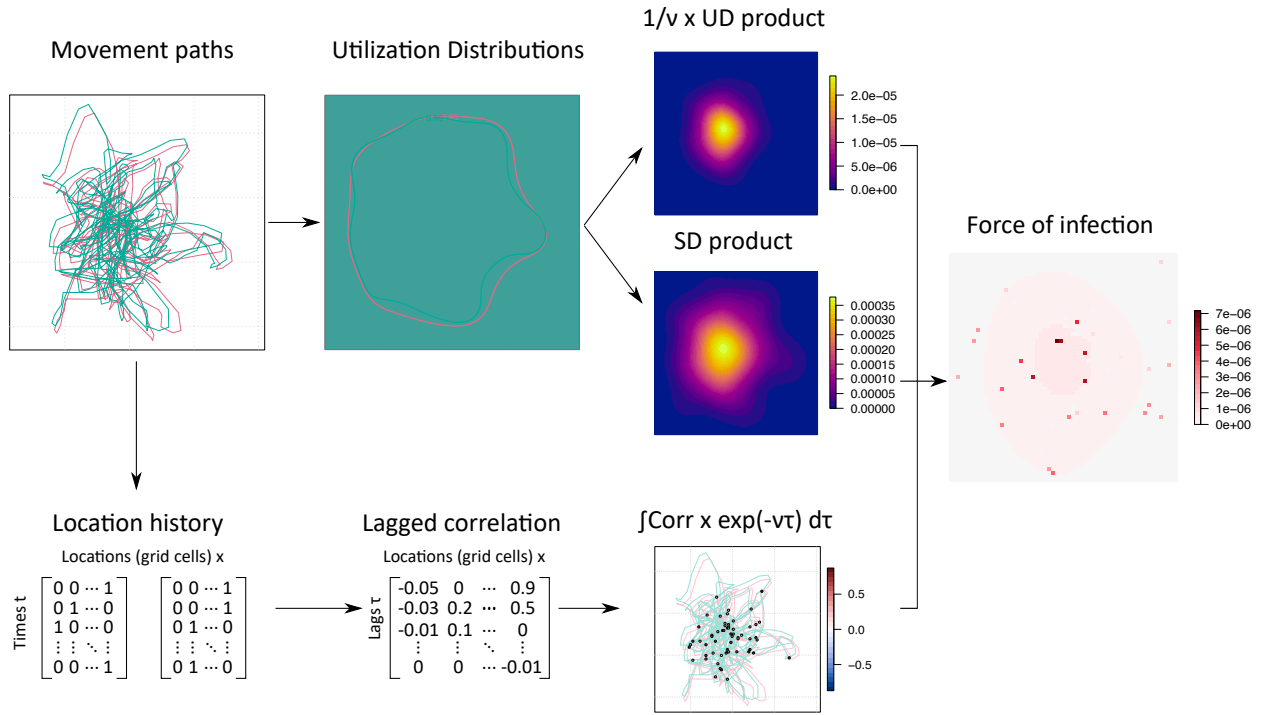 Movement paths
Utilization Distributions
1/ν x UD product
2.0e−05
1.5e−05
1.0e−05
5.0e−06
0.0e+00
SD product
0.00035
0.00030
0.00025
0.00020
0.00015
0.00010
0.00005
0.00000
Force of infection
7e−06
6e−06
5e−06
4e−06
3e−06
2e−06
1e−06
0e+00
Location history
Locations (grid cells) x
Times t
0 0 ··· 1
0 1 ··· 0
1 0 ··· 0
⋮ ⋮ ⋱ ⋮
0 0 ··· 1
0 0 ··· 1
0 0 ··· 1
0 1 ··· 0
⋮ ⋮ ⋱ ⋮
0 1 ··· 0
Lagged correlation
Locations (grid cells) x
Lags τ
-0.05 0 ··· 0.9
-0.03 0.2 ··· 0.5
-0.01 0.1 ··· 0
⋮ ⋮ ⋱ ⋮
0 0 ··· -0.01
∫Corr x exp(-ντ) dτ
0.5
0.0
−0.5